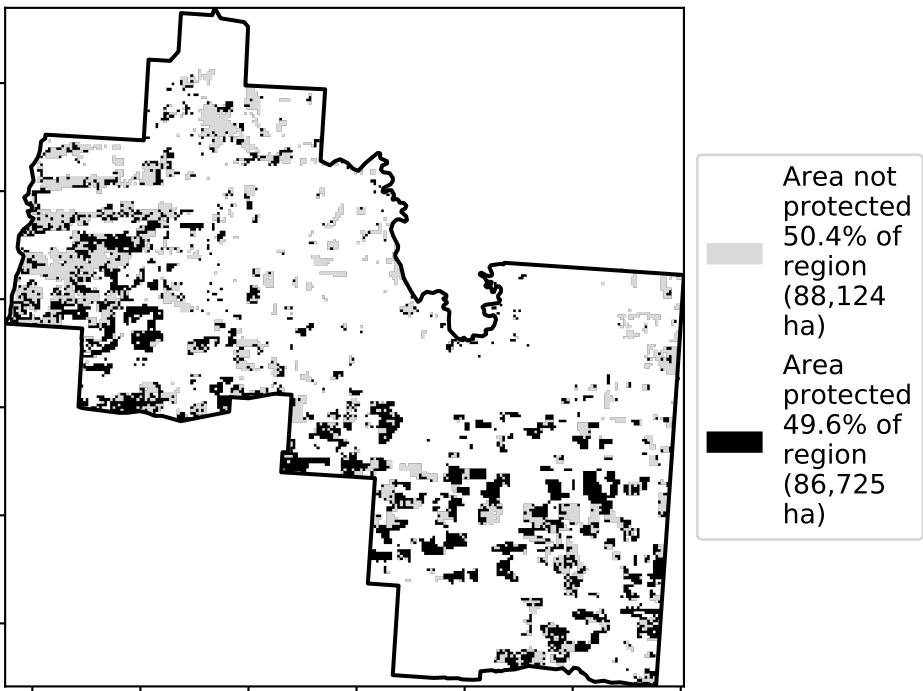 Area not
protected
50.4% of
region
(88,124
ha)
Area
protected
49.6% of
region
(86,725
ha)